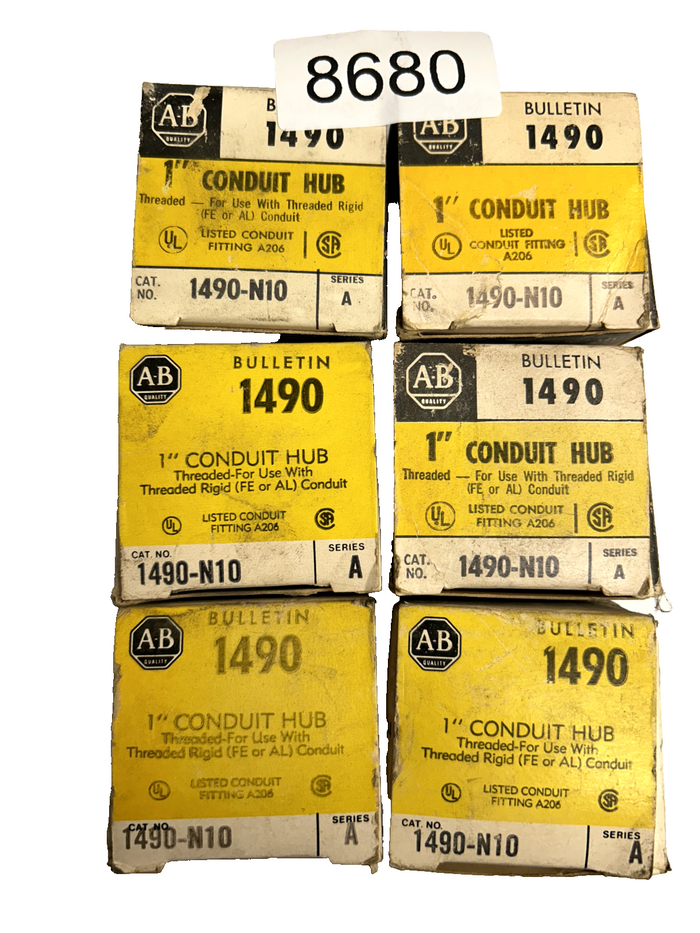 8680
A-B
QUALITY
B
1490
1" CONDUIT HUB
Threaded — For Use With Threaded Rigid
(FE or AL) Conduit
UL
LISTED CONDUIT
FITTING A206
SA
CAT.
NO.
1490-N10
SERIES
A
A-B
QUALITY
BULLETIN
1490
1" CONDUIT HUB
UL
LISTED
CONDUIT FITTING
A206
SA
CAT.
NO.
1490-N10
SERIES
A
A-B
QUALITY
BULLETIN
1490
1" CONDUIT HUB
Threaded-For Use With
Threaded Rigid (FE or AL) Conduit
UL
LISTED CONDUIT
FITTING A206
SA
CAT. NO.
1490-N10
SERIES
A
A-B
QUALITY
BULLETIN
1490
1" CONDUIT HUB
Threaded — For Use With Threaded Rigid
(FE or AL) Conduit
UL
LISTED CONDUIT
FITTING A206
SA
CAT.
NO.
1490-N10
SERIES
A
A-B
QUALITY
BULLETIN
1490
1" CONDUIT HUB
Threaded-For Use With
Threaded Rigid (FE or AL) Conduit
UL
LISTED CONDUIT
FITTING A206
SA
CAT. NO.
1490-N10
SERIES
A
A-B
QUALITY
BULLETIN
1490
1" CONDUIT HUB
Threaded-For Use With
Threaded Rigid (FE or AL) Conduit
UL
LISTED CONDUIT
FITTING A206
SA
CAT. NO.
1490-N10
SERIES
A